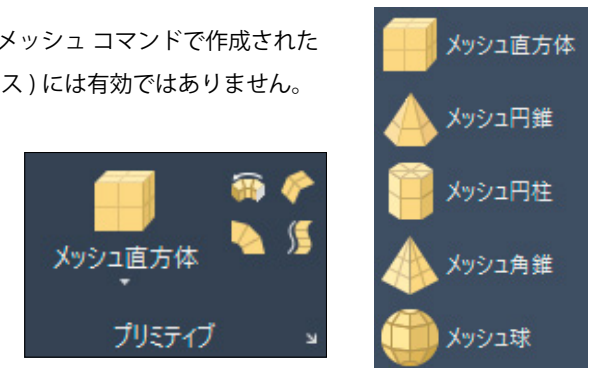 メッシュ コマンドで作成された
ス ) には有効ではありません。
メッシュ直方体
プリミティブ
メッシュ直方体
メッシュ円錐
メッシュ円柱
メッシュ角錐
メッシュ球